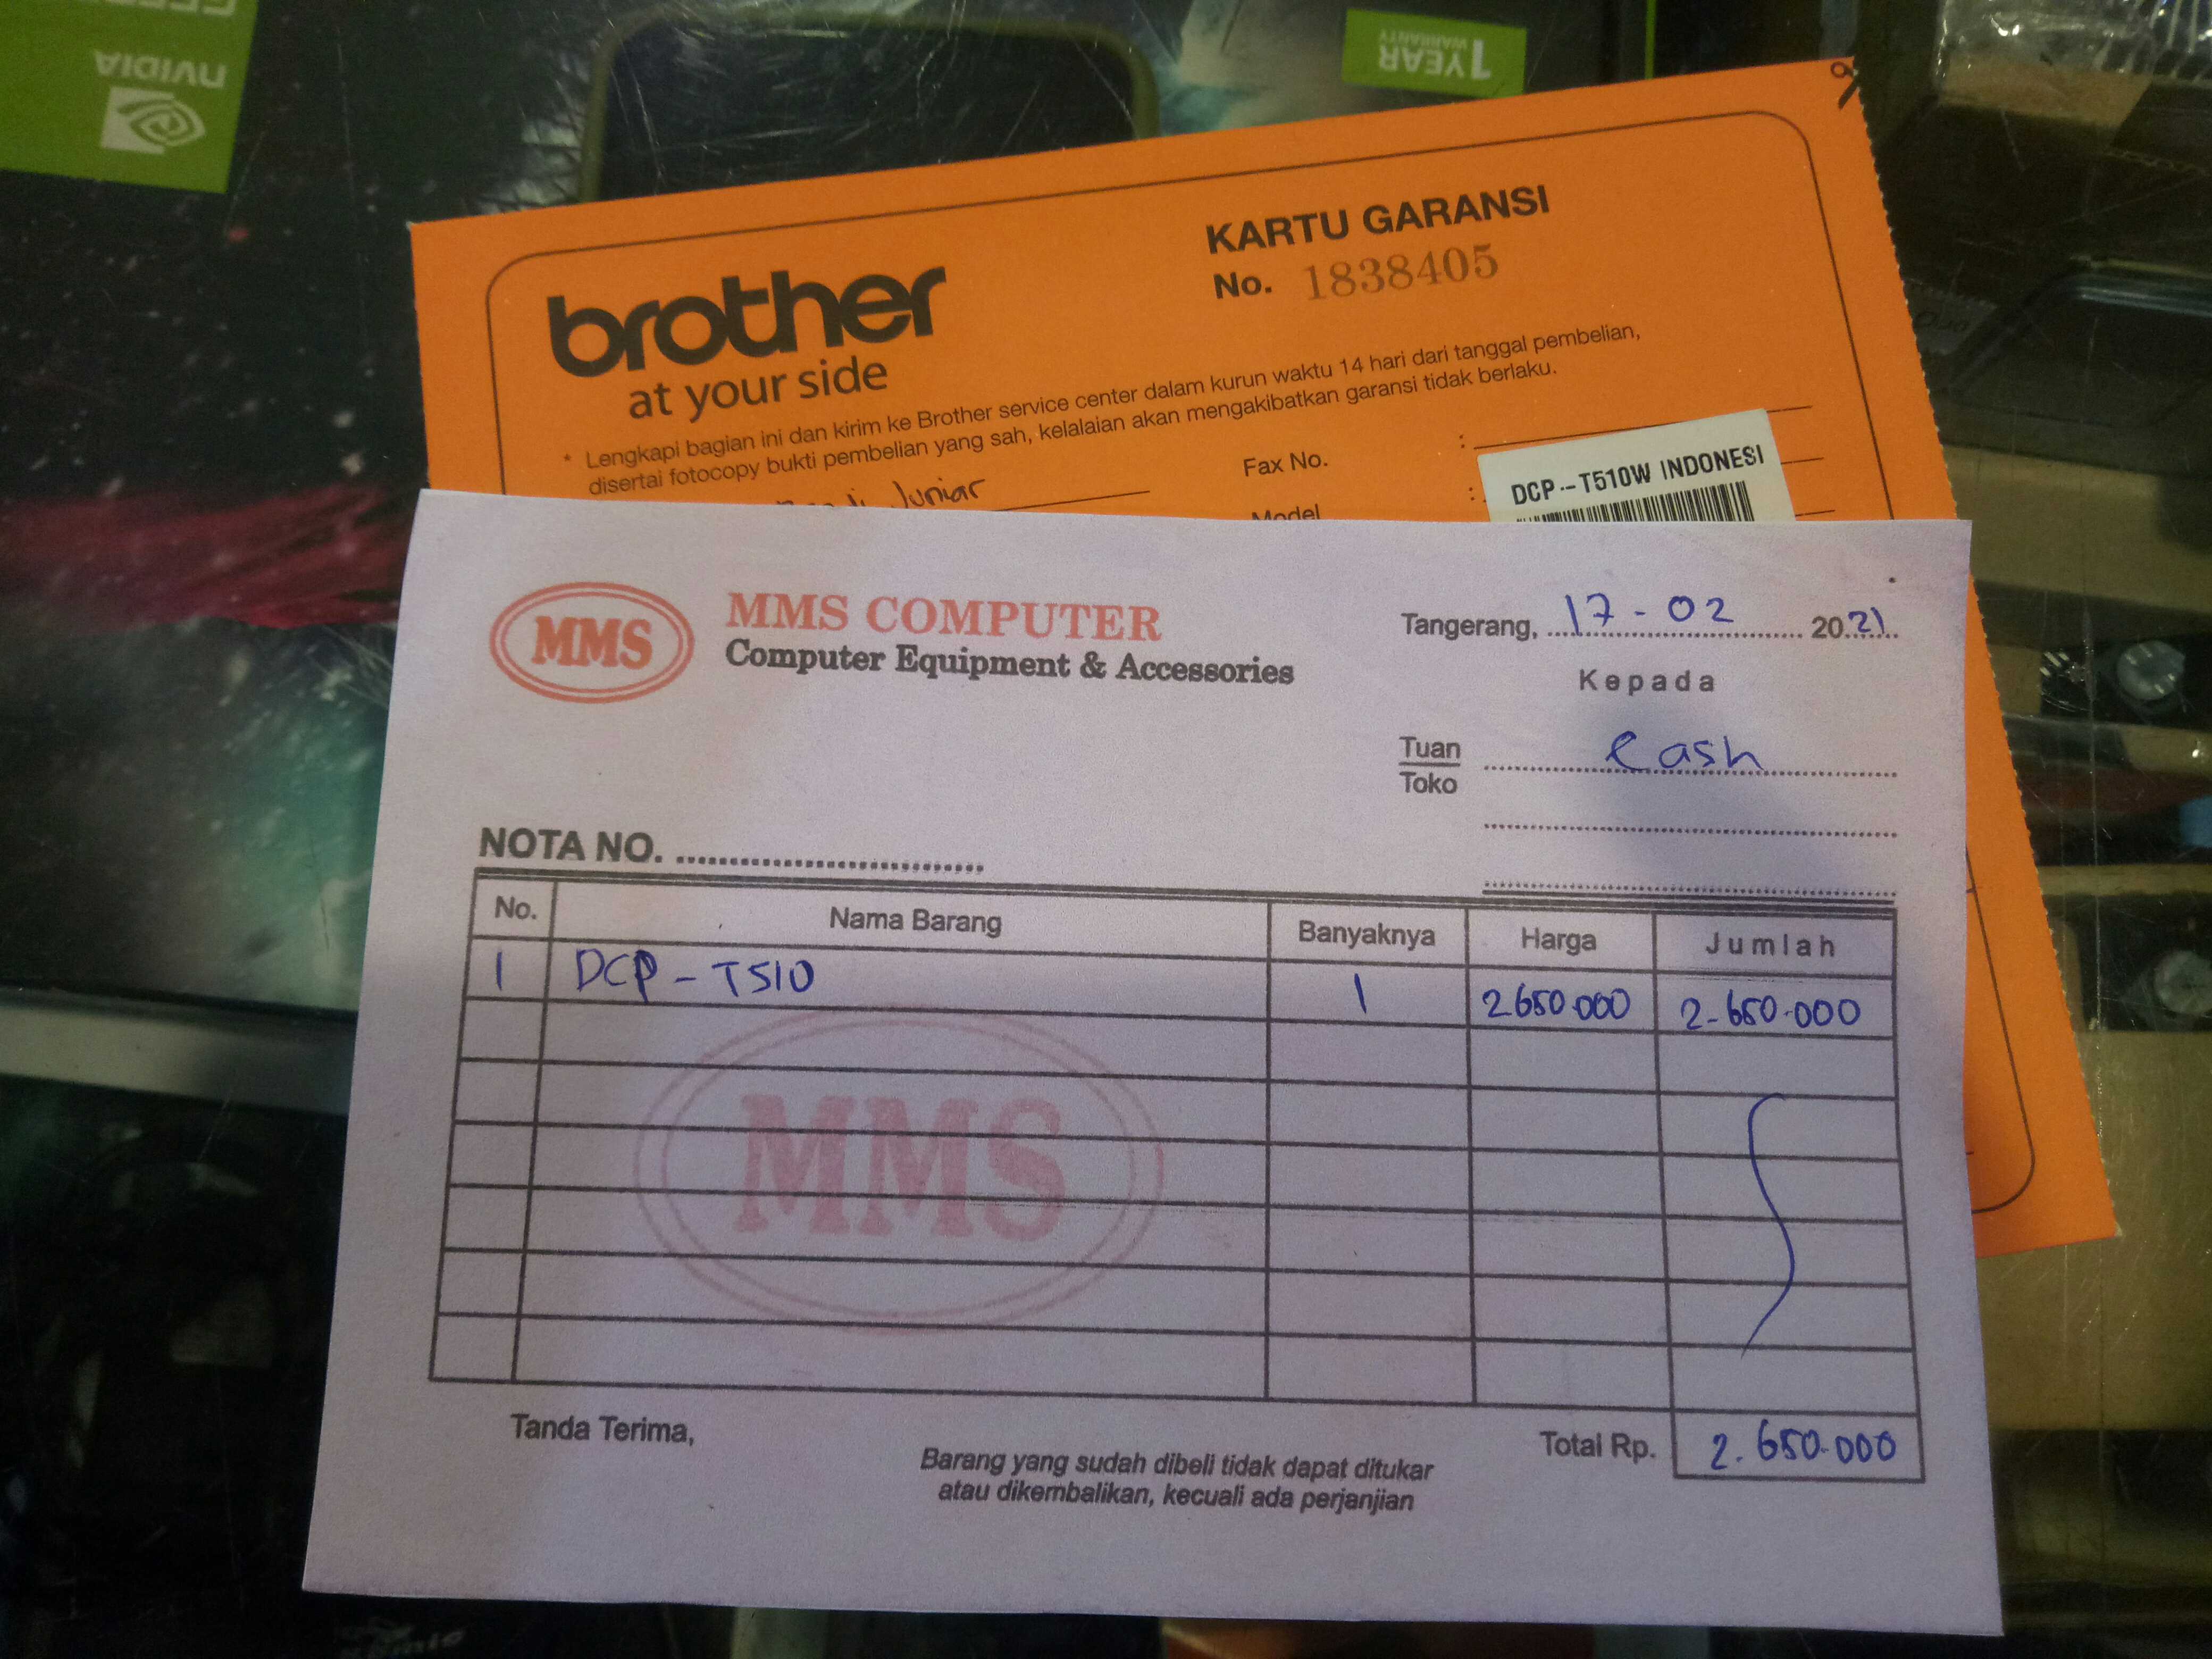 GEFORCE
NVIDIA
1 YEAR
WARRANTY
brother
at your side
KARTU GARANSI
No. 1838405
* Lengkapi bagian ini dan kirim ke Brother service center dalam kurun waktu 14 hari dari tanggal pembelian,
disertai fotocopy bukti pembelian yang sah, kelalaian akan mengakibatkan garansi tidak berlaku.
Juniar
Fax No. :
Model :
DCP-T510W INDONESI
MMS
MMS COMPUTER
Computer Equipment & Accessories
Tangerang, 17-02 2021
Kepada
Tuan
Toko
Cash
NOTA NO.
No. Nama Barang Banyaknya Harga Jumlah
1 DCP-T510 1 2650.000 2-650.000
MMS
Tanda Terima,
Barang yang sudah dibeli tidak dapat ditukar
atau dikembalikan, kecuali ada perjanjian
Total Rp. 2.650.000